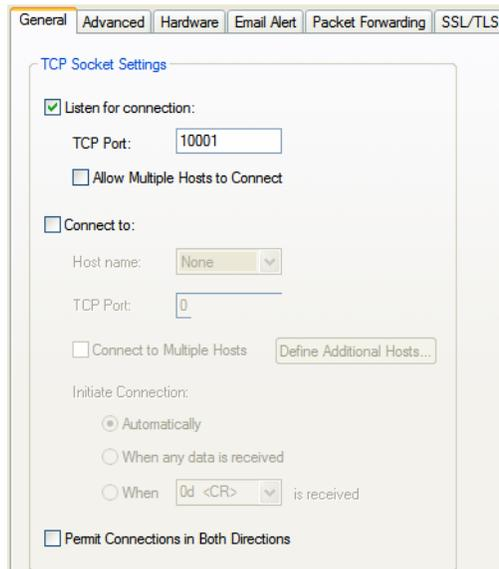 General Advanced Hardware Email Alert Packet Forwarding SSL/TLS
TCP Socket Settings
Listen for connection:
TCP Port: 10001
Allow Multiple Hosts to Connect
Connect to:
Host name: None
TCP Port: 0
Connect to Multiple Hosts Define Additional Hosts...
Initiate Connection:
Automatically
When any data is received
When 0d <CR> is received
Permit Connections in Both Directions